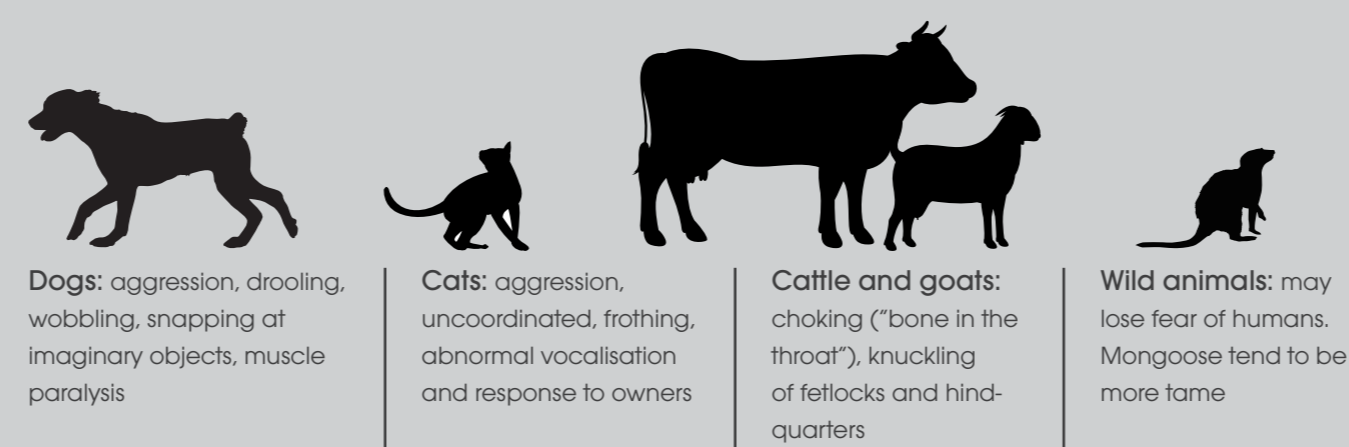 Dogs: aggression, drooling,
wobbling, snapping at
imaginary objects, muscle
paralysis
Cats: aggression,
uncoordinated, frothing,
abnormal vocalisation
and response to owners
Cattle and goats:
choking (”bone in the
throat”), knuckling
of fetlocks and hind-
quarters
Wild animals: may
lose fear of humans.
Mongoose tend to be
more tame